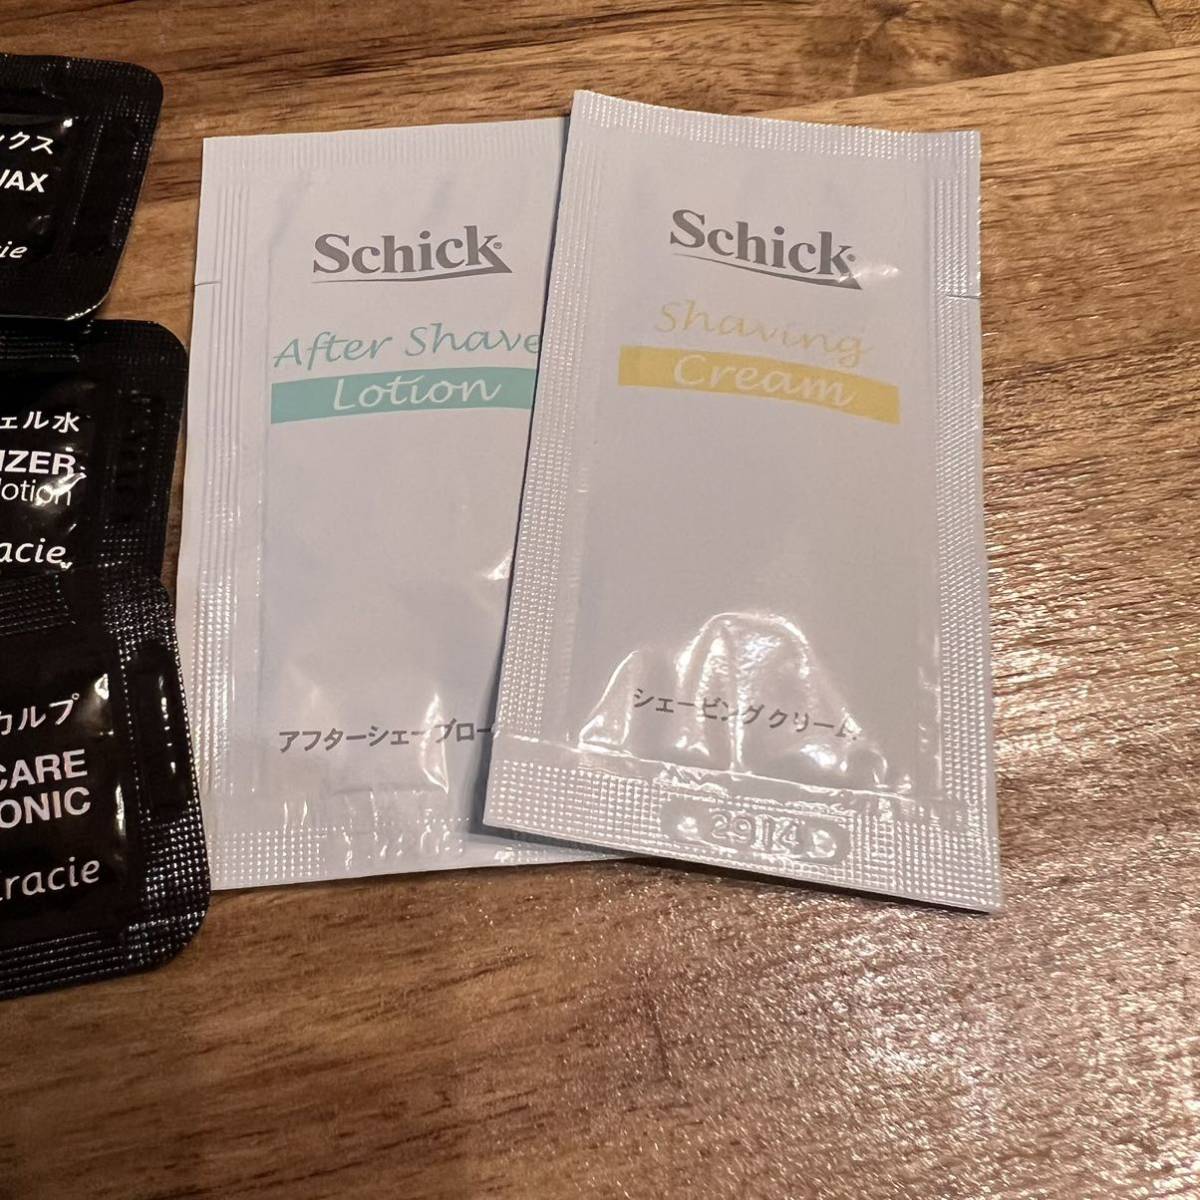 ックス
WAX
cie
ェル水
IZER
lotion
acie
カルプ
CARE
ONIC
racie
Schick
After Shave
Lotion
アフターシェーブロー
Schick
Shaving
Cream
シェービングクリーム
2914